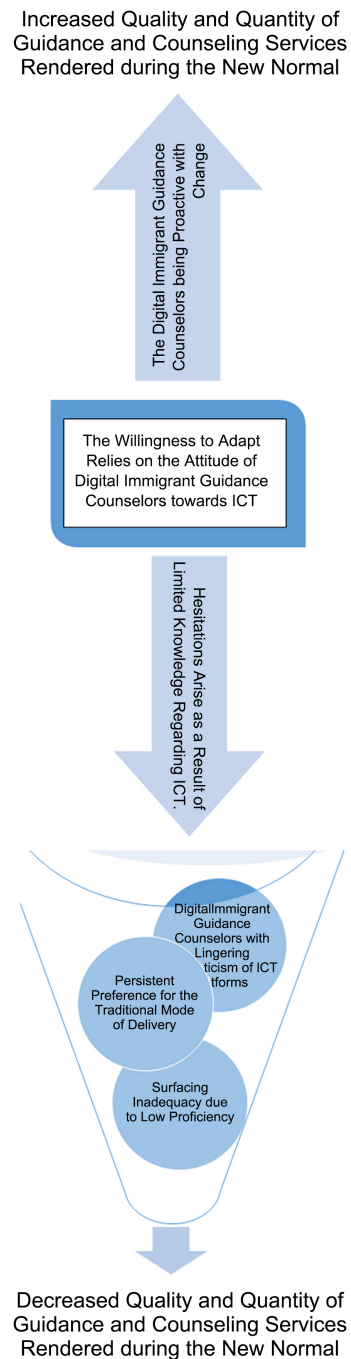 Increased Quality and Quantity of
Guidance and Counseling Services
Rendered during the New Normal
The Digital Immigrant Guidance
Counselors being Proactive with
Change
The Willingness to Adapt
Relies on the Attitude of
Digital Immigrant Guidance
Counselors towards ICT
Hesitations Arise as a Result of
Limited Knowledge Regarding ICT.
DigitalImmigrant
Guidance
Counselors with
Lingering
ticism of ICT
tforms
Persistent
Preference for the
Traditional Mode
of Delivery
Surfacing
Inadequacy due
to Low Proficiency
Decreased Quality and Quantity of
Guidance and Counseling Services
Rendered during the New Normal